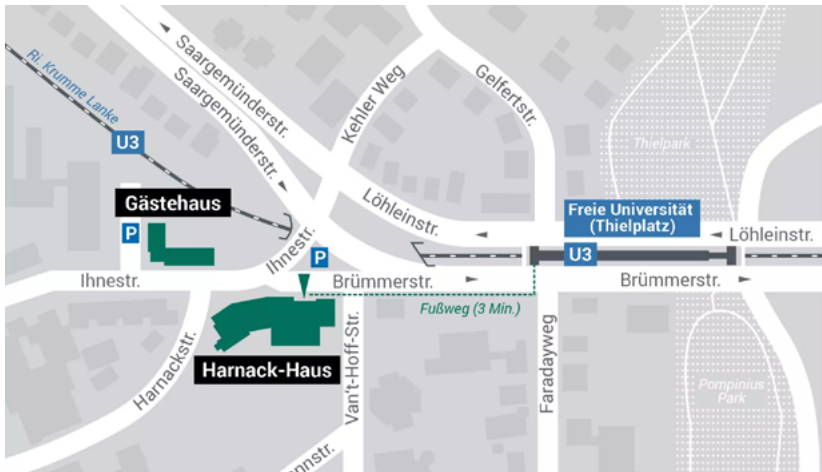 Saargemünderstr.
Saargemünderstr.
Ri. Krumme Lanke
U3
Kehler Weg
Gelfertstr.
Thielpark
Gästehaus
P
Löhleinstr.
Freie Universität
(Thielplatz)
Löhleinstr.
U3
Ihnestr.
P
Ihnestr.
Brümmerstr.
Brümmerstr.
Fußweg (3 Min.)
Harnack-Haus
Harnackstr.
Van't-Hoff-Str.
Faradayweg
Pompinius
Park
nnstr.